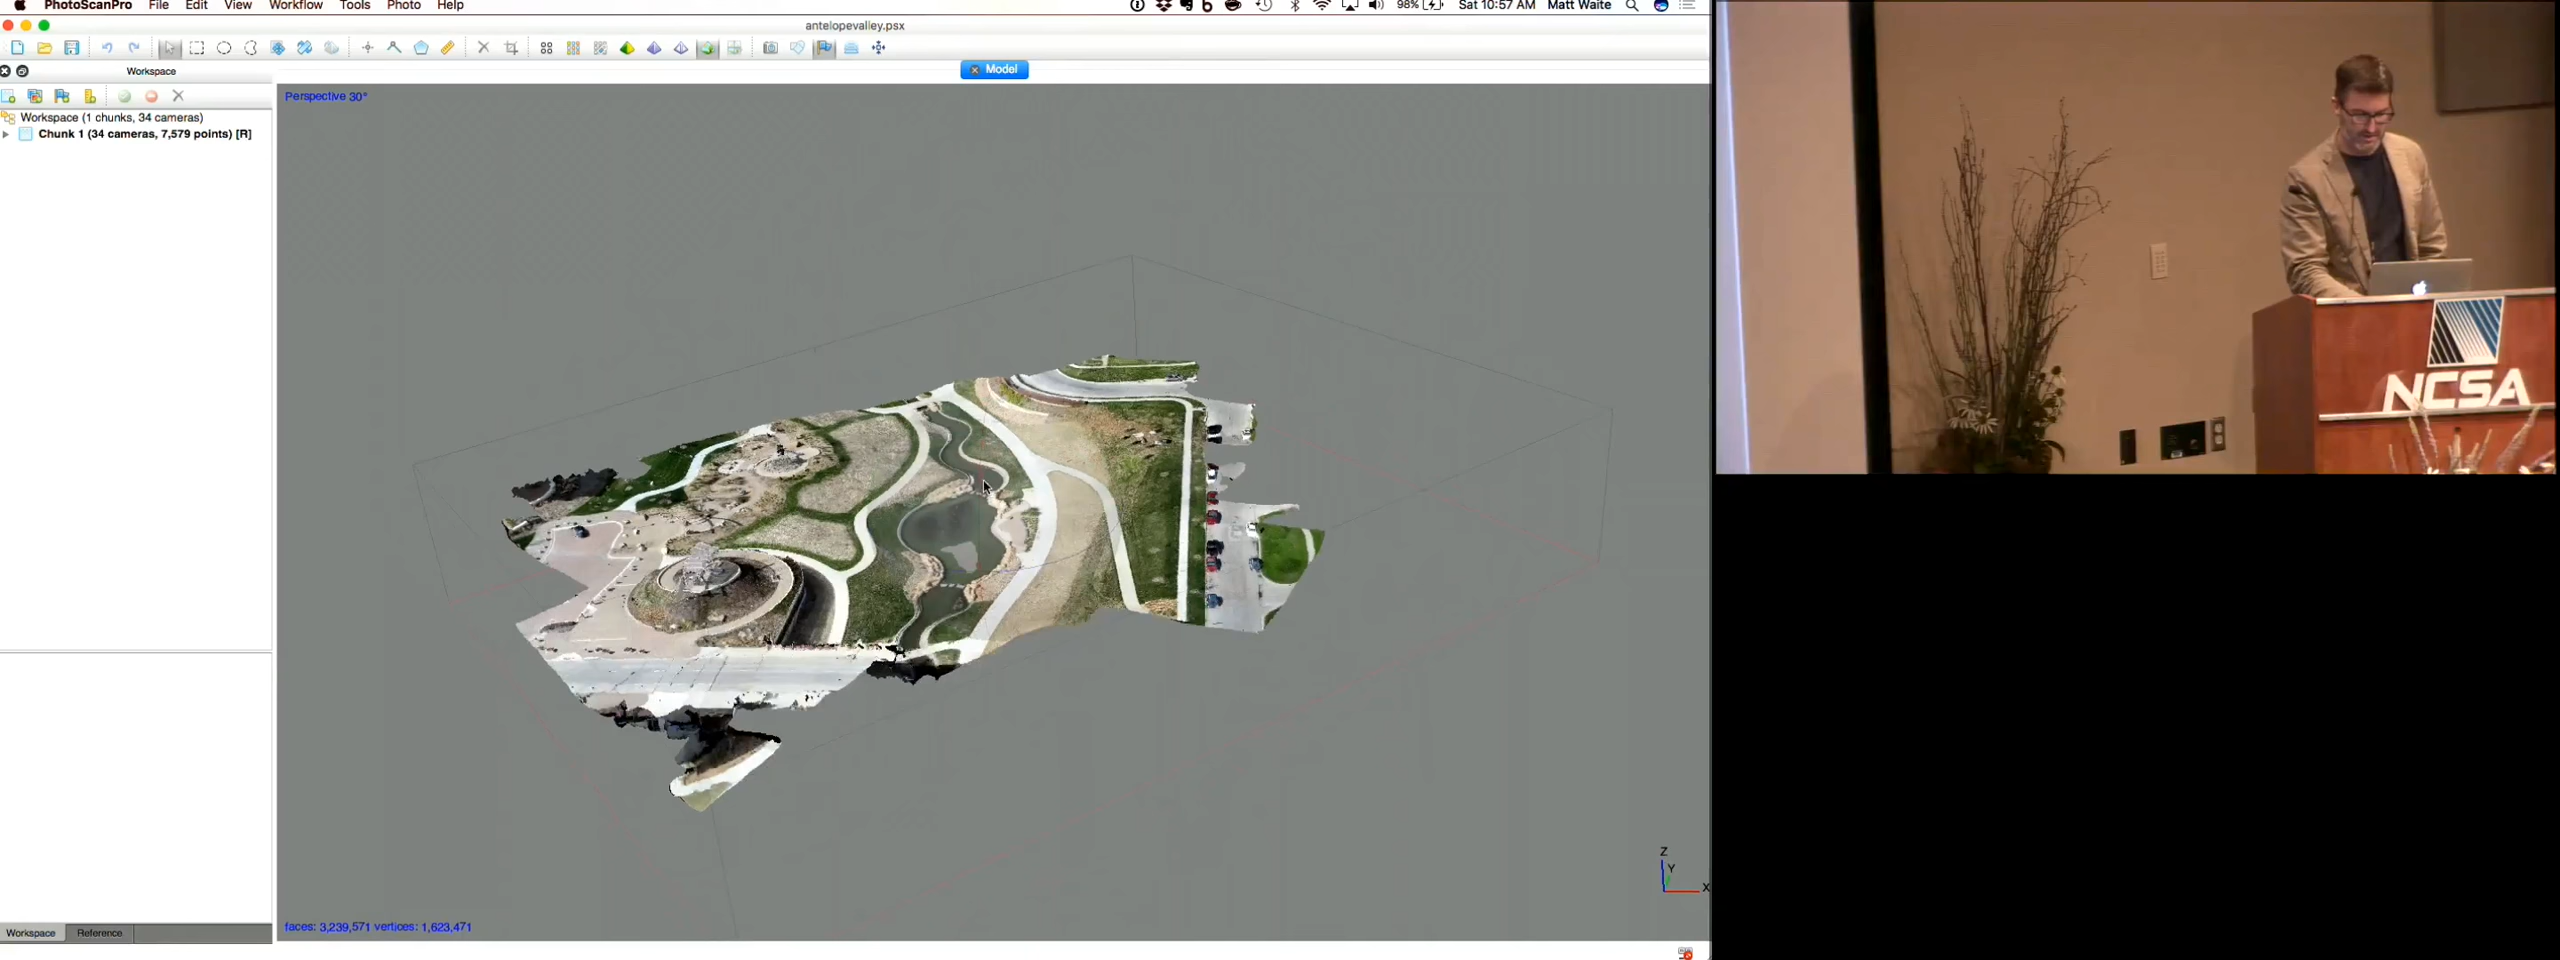 PhotoScanPro File Edit View Workflow Tools Photo Help 98% Sat 10:57 AM Matt Waite
antelopevalley.psx
Workspace
Model
Perspective 30°
Workspace (1 chunks, 34 cameras)
Chunk 1 (34 cameras, 7,579 points) [R]
NCSA
Z
Y
X
faces: 3,239,571 vertices: 1,623,471
Workspace Reference